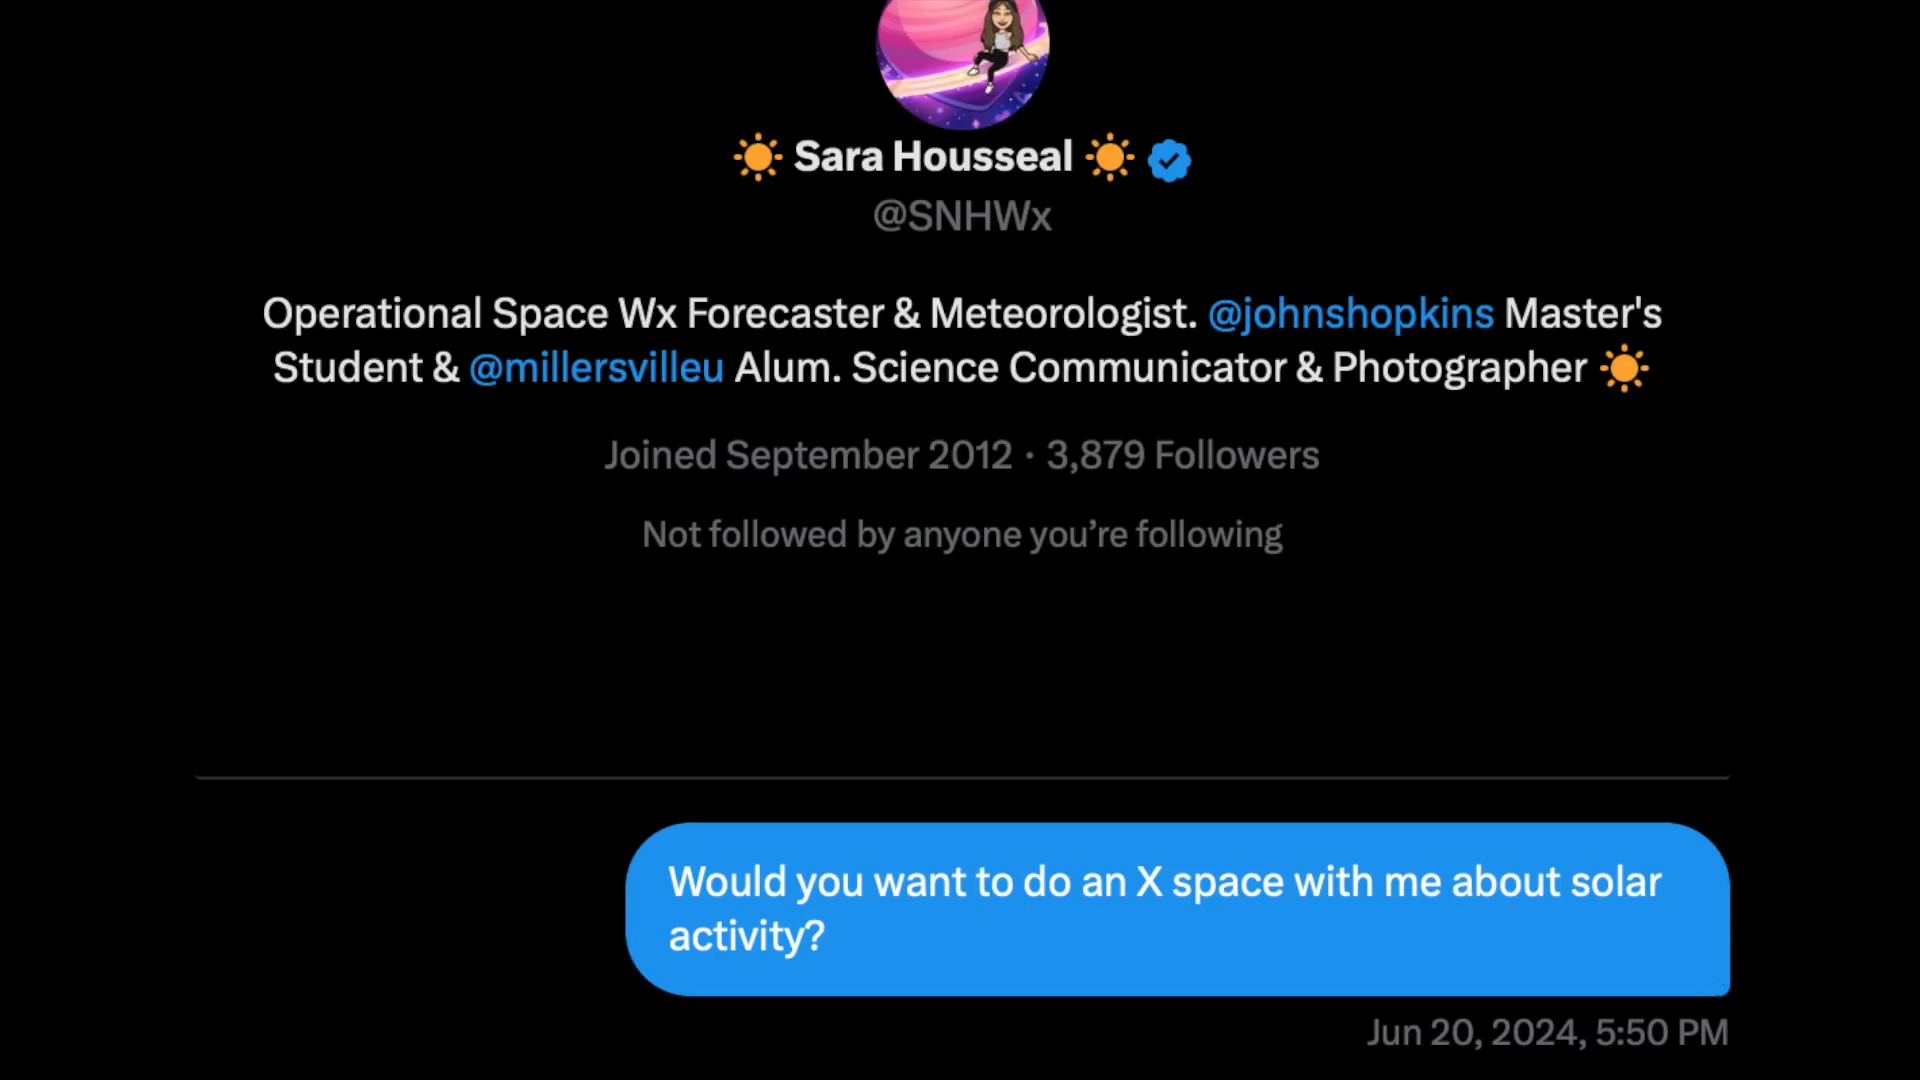 ☀️ Sara Housseal ☀️
@SNHWx
Operational Space Wx Forecaster & Meteorologist. @johnshopkins Master's
Student & @millersvilleu Alum. Science Communicator & Photographer ☀️
Joined September 2012 · 3,879 Followers
Not followed by anyone you’re following
Would you want to do an X space with me about solar
activity?
Jun 20, 2024, 5:50 PM